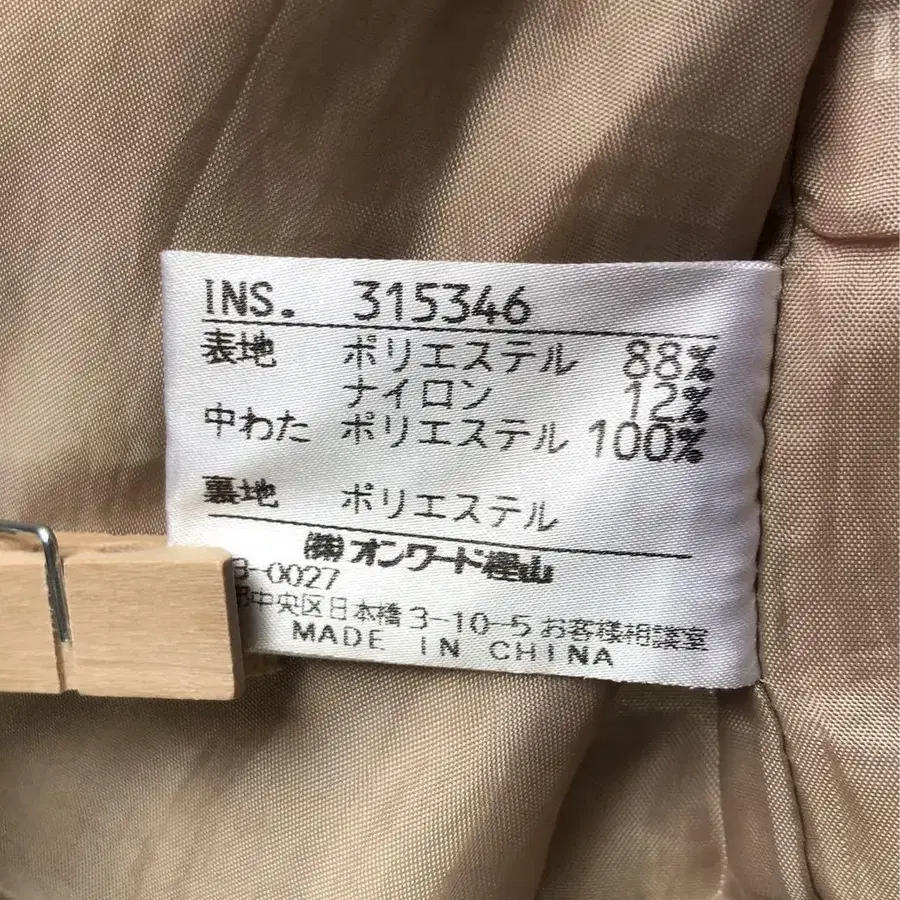 INS. 315346
表地 ポリエステル 88%
ナイロン 12%
中わた ポリエステル 100%
裏地 ポリエステル
㈱オンワード樫山
3-0027
中央区日本橋 3-10-5 お客様相談室
MADE IN CHINA